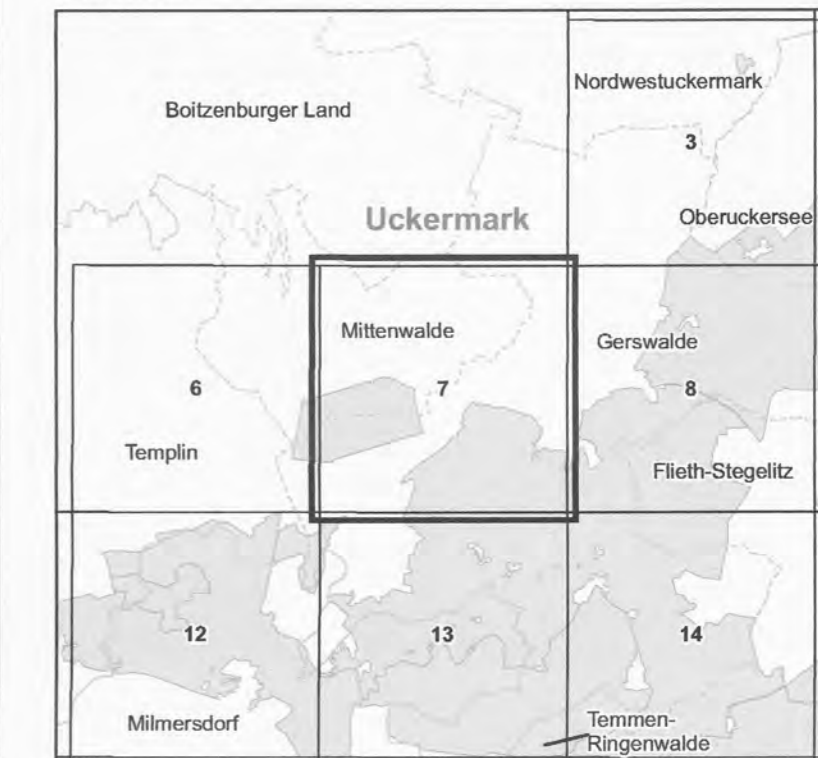 Nordwestuckermark
Boitzenburger Land
3
Oberuckersee
Uckermark
Mittenwalde
Gerswalde
6
7
8
Templin
Flieth-Stegelitz
12
13
14
Milmersdorf
Temmen-
Ringenwalde